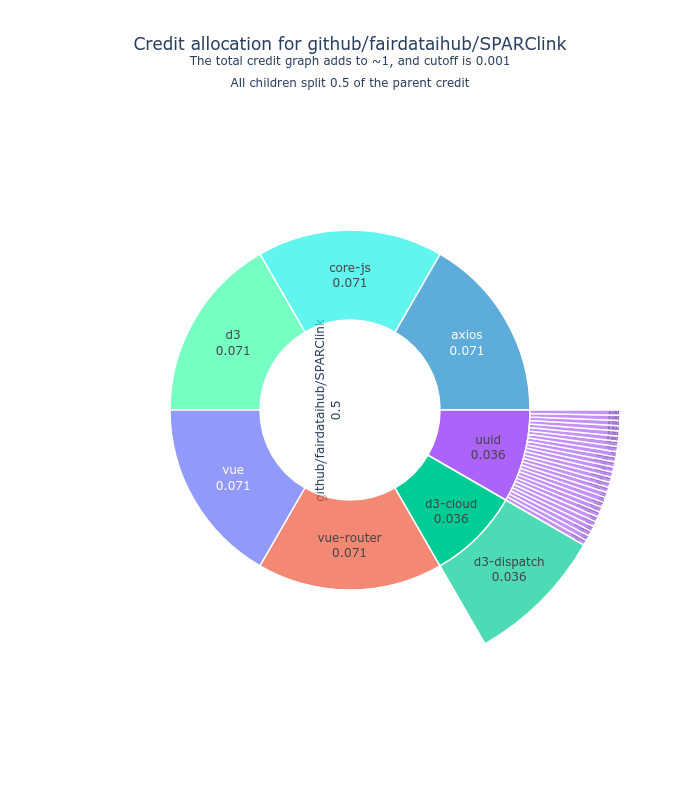 Credit allocation for github/fairdataihub/SPARClink
The total credit graph adds to ~1, and cutoff is 0.001
All children split 0.5 of the parent credit
core-js
0.071
d3
0.071
axios
0.071
github/fairdataihub/SPARClink
0.5
uuid
0.036
vue
0.071
d3-cloud
0.036
vue-router
0.071
d3-dispatch
0.036